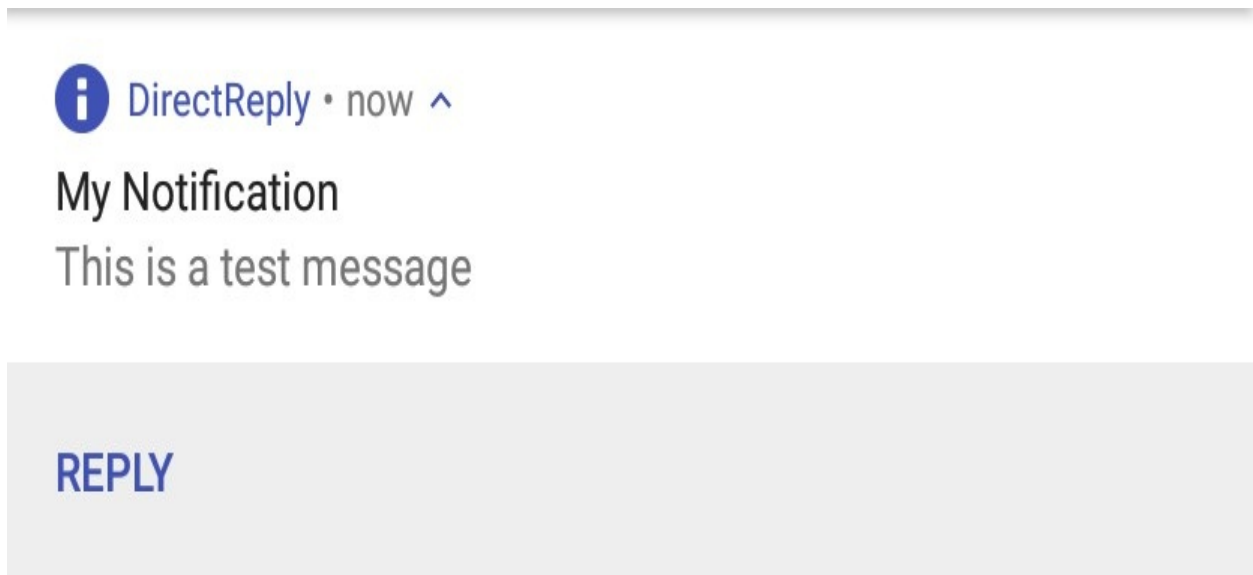 DirectReply • now
My Notification
This is a test message
REPLY